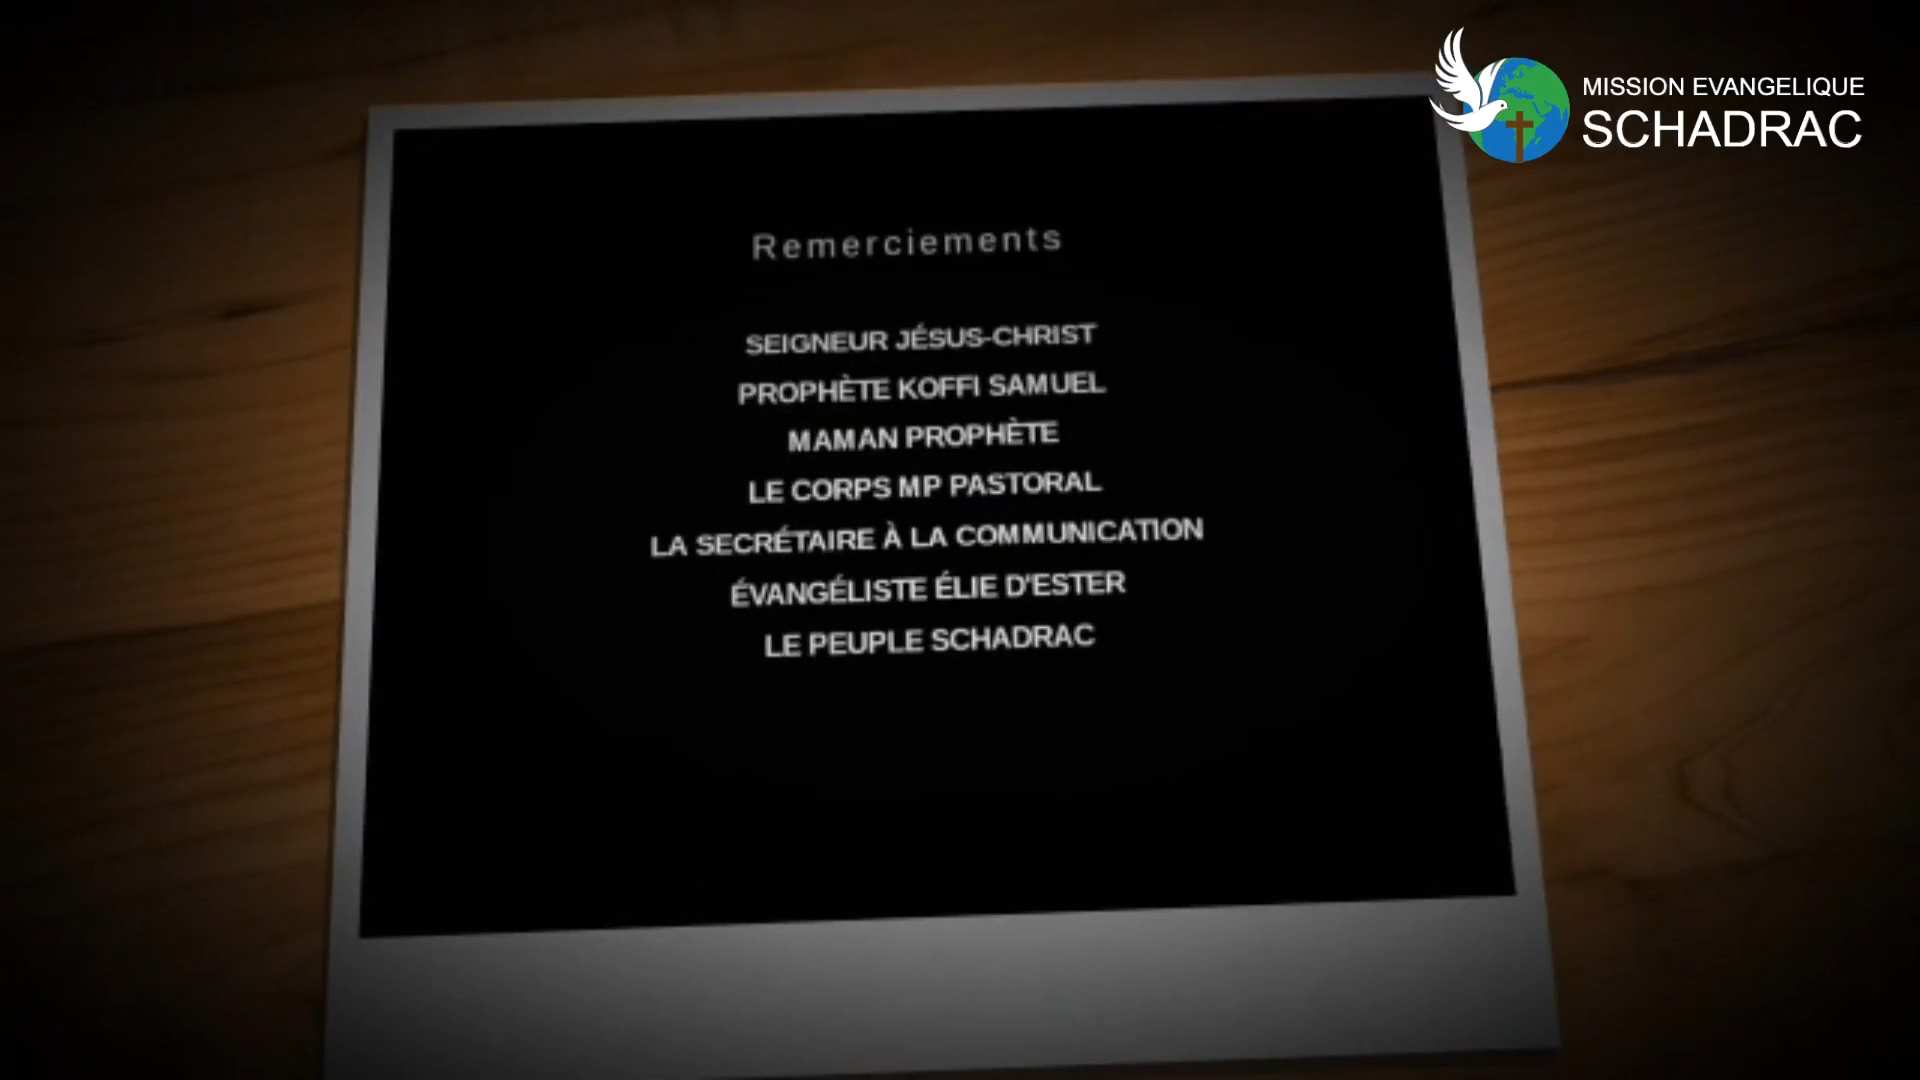 MISSION EVANGELIQUE
SCHADRAC
Remerciements
SEIGNEUR JÉSUS-CHRIST
PROPHÈTE KOFFI SAMUEL
MAMAN PROPHÈTE
LE CORPS MP PASTORAL
LA SECRÉTAIRE À LA COMMUNICATION
ÉVANGÉLISTE ÉLIE D'ESTER
LE PEUPLE SCHADRAC